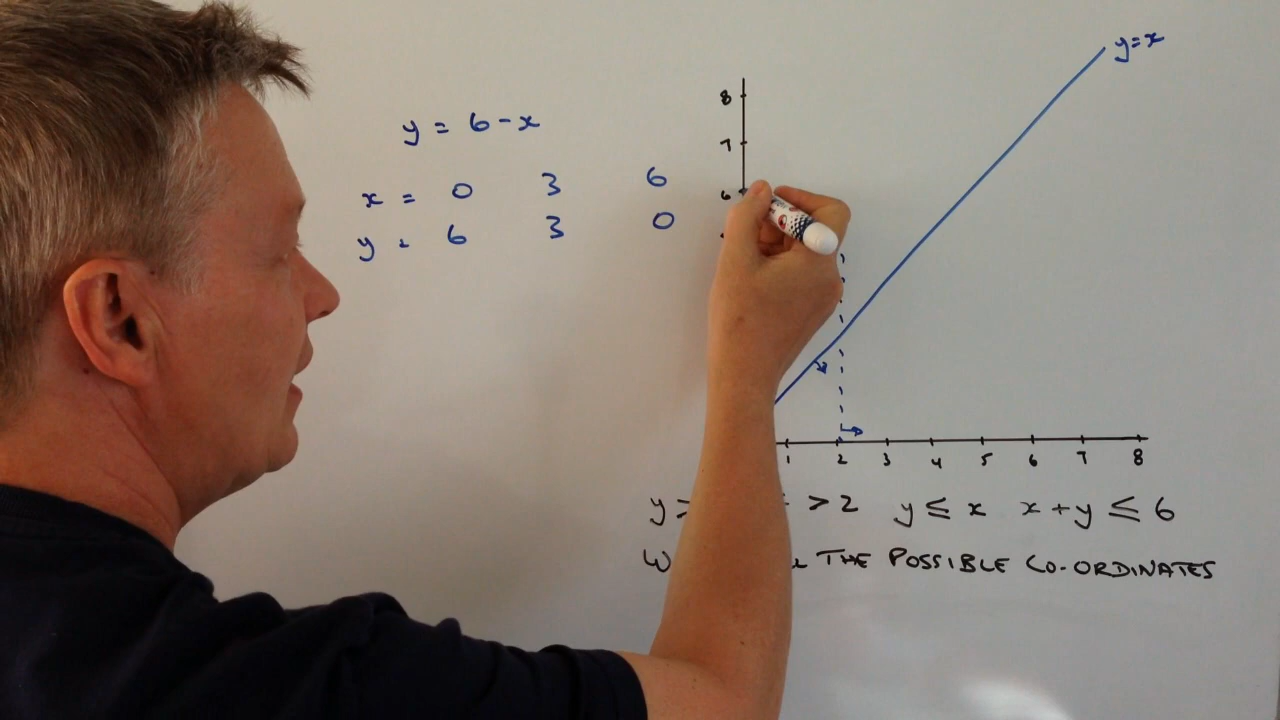 y = 6 - x
x = 0 3 6
y = 6 3 0
y = x
8
7
6
1 2 3 4 5 6 7 8
y > > 2 y ≤ x x + y ≤ 6
THE POSSIBLE CO-ORDINATES